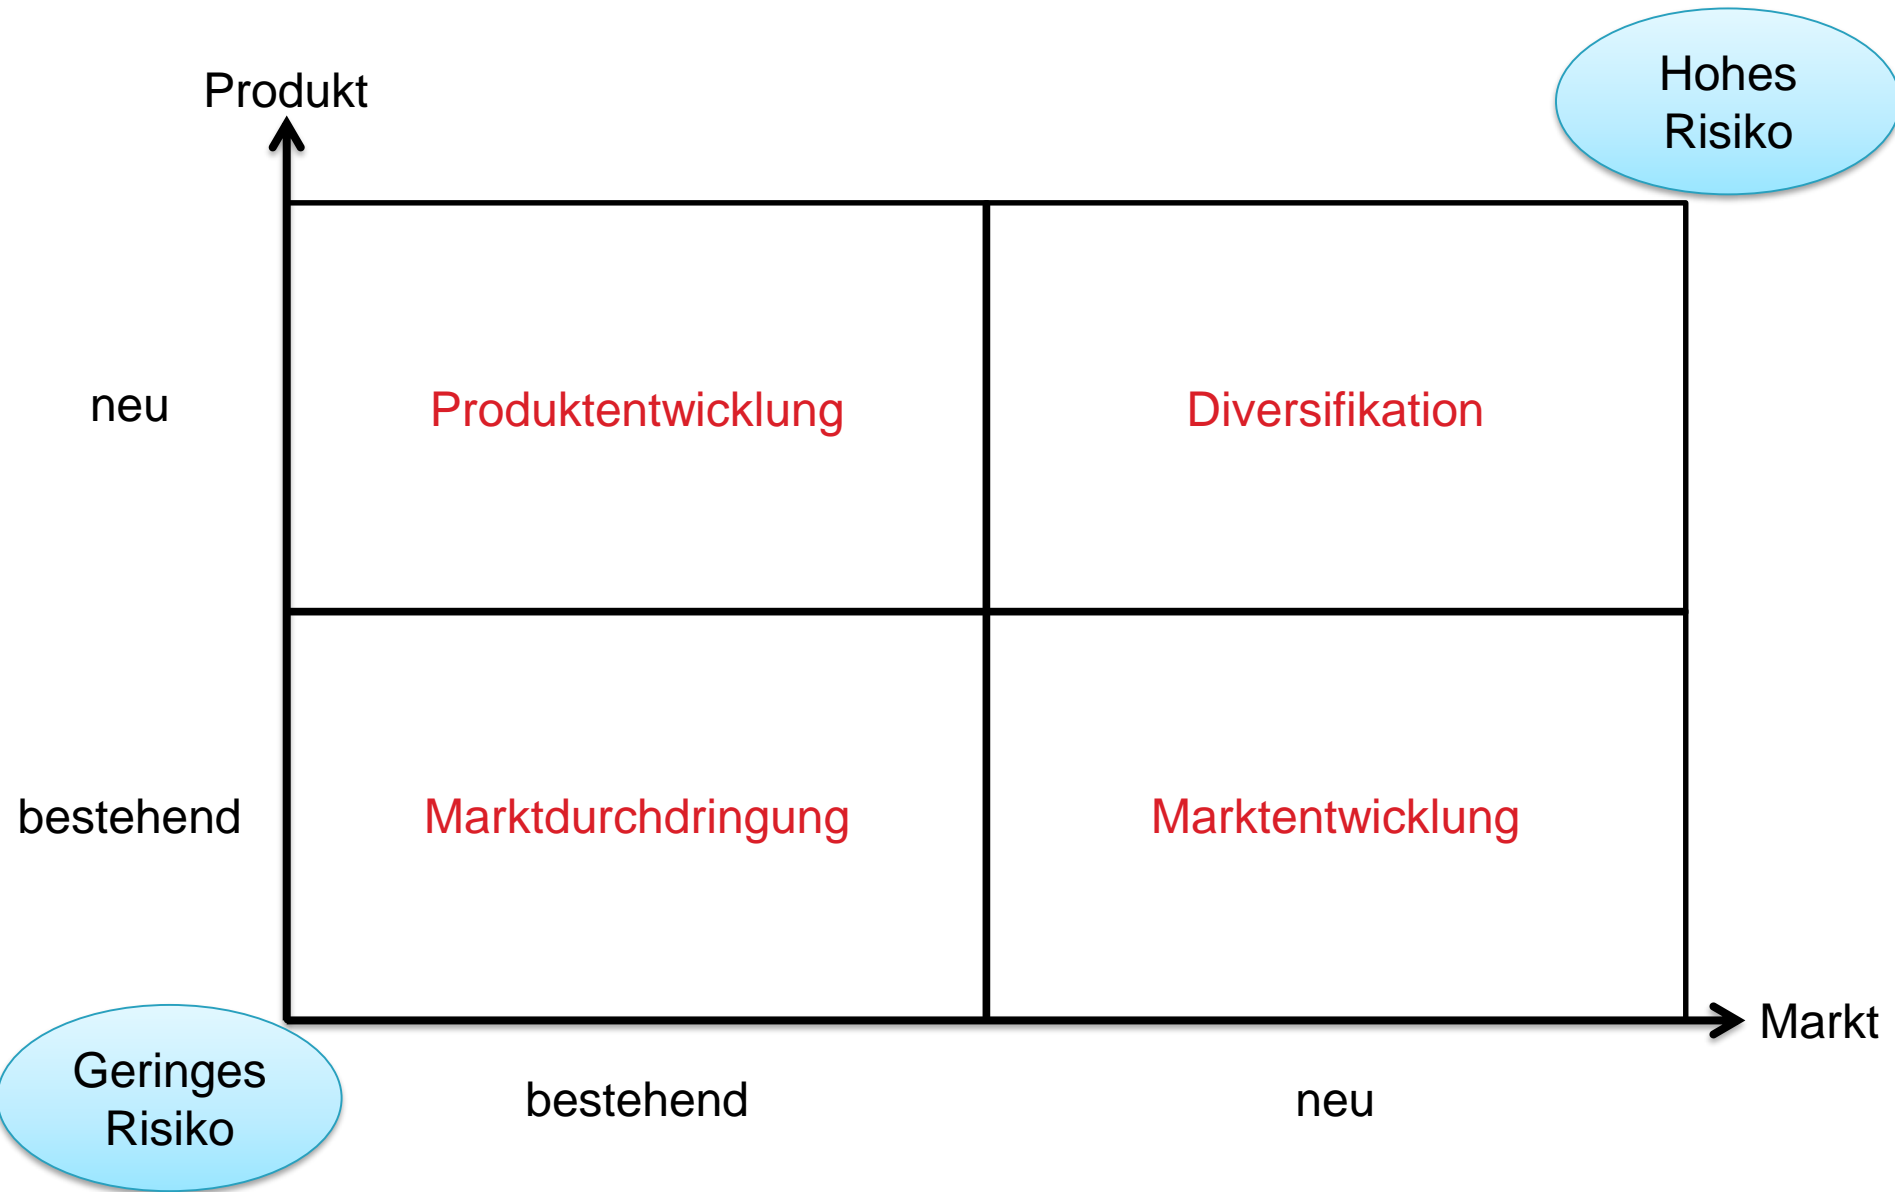 Hohes
Risiko
Produkt
neu
Produktentwicklung
Diversifikation
bestehend
Marktdurchdringung
Marktentwicklung
Markt
Geringes
Risiko
bestehend
neu